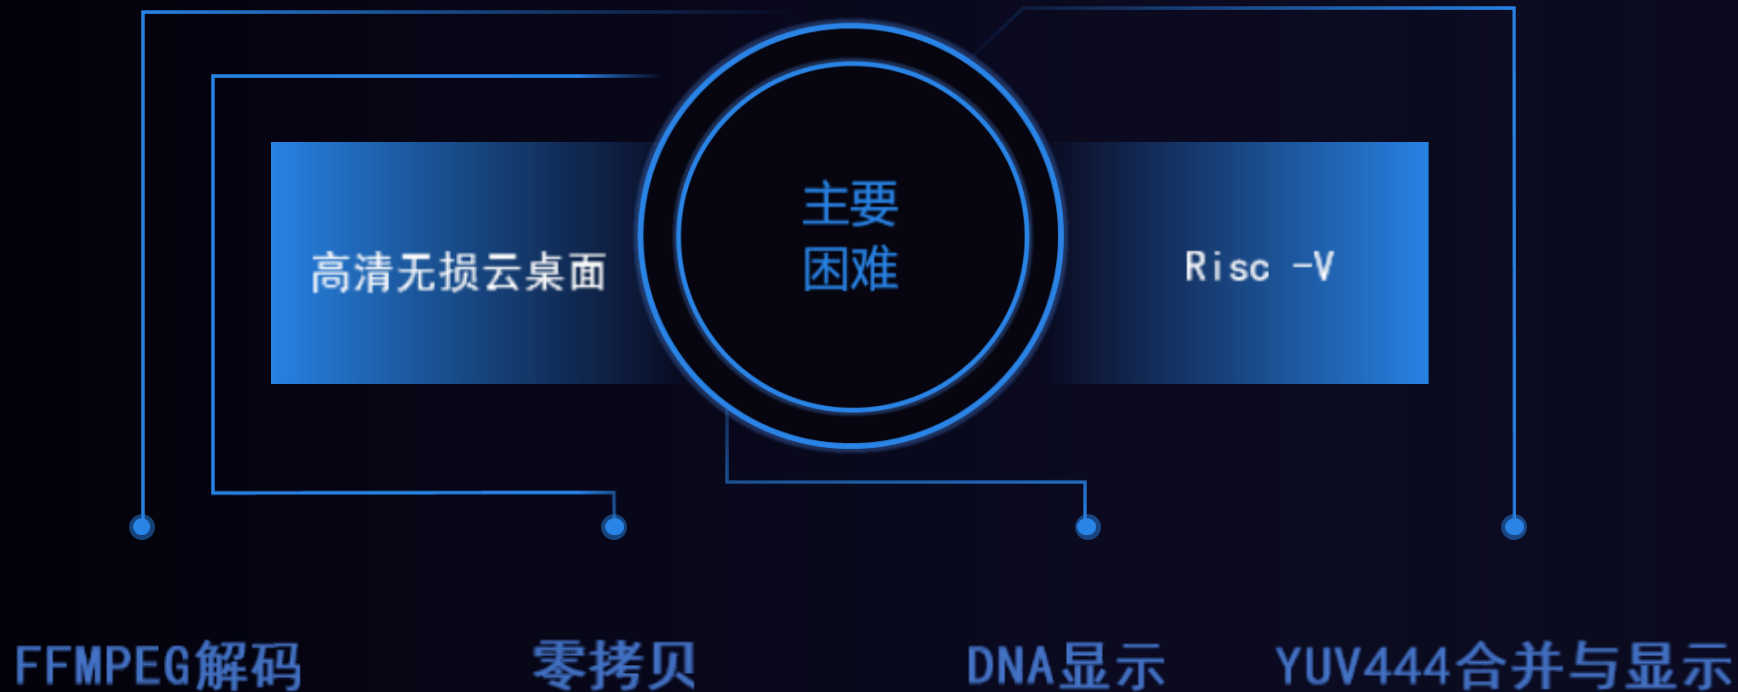 主要
困难
高清无损云桌面
Risc -V
FFMPEG解码
零拷贝
DNA显示
YUV444合并与显示